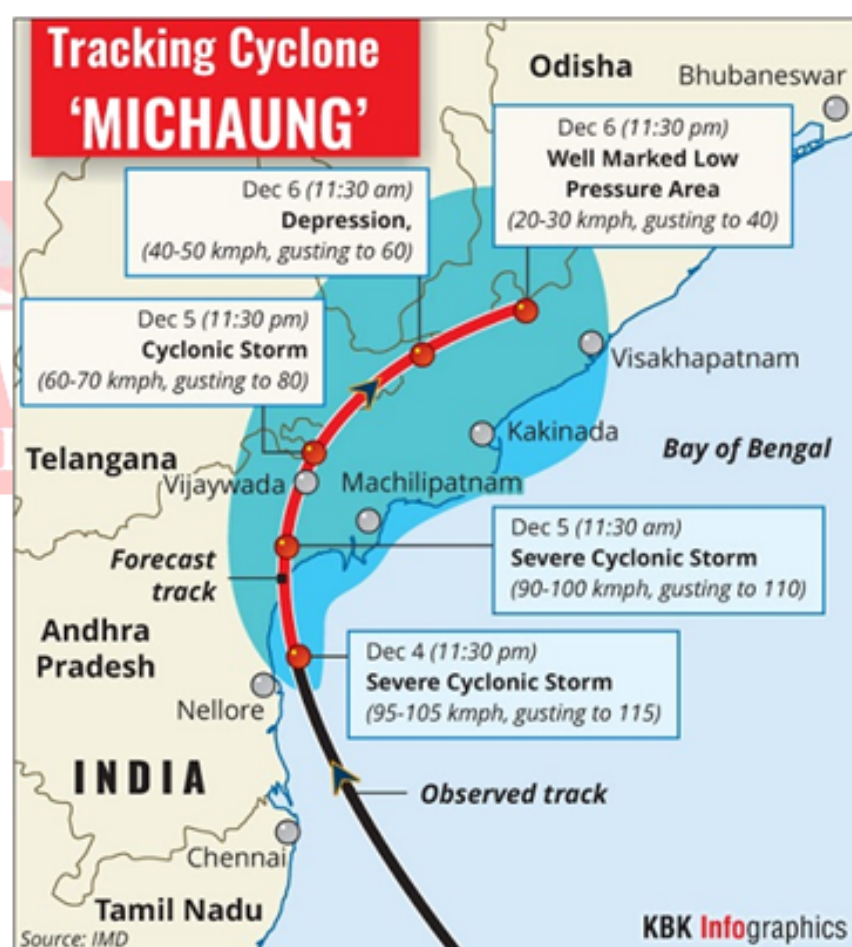 Tracking Cyclone
‘MICHAUNG’
Odisha
Bhubaneswar
Dec 6 (11:30 pm)
Well Marked Low
Pressure Area
(20-30 kmph, gusting to 40)
Dec 6 (11:30 am)
Depression,
(40-50 kmph, gusting to 60)
Dec 5 (11:30 pm)
Cyclonic Storm
(60-70 kmph, gusting to 80)
Visakhapatnam
Kakinada
Bay of Bengal
Telangana
Vijaywada
Machilipatnam
Dec 5 (11:30 am)
Severe Cyclonic Storm
(90-100 kmph, gusting to 110)
Forecast
track
Andhra
Pradesh
Dec 4 (11:30 pm)
Severe Cyclonic Storm
(95-105 kmph, gusting to 115)
Nellore
INDIA
Observed track
Chennai
Tamil Nadu
Source: IMD
KBK Infographics